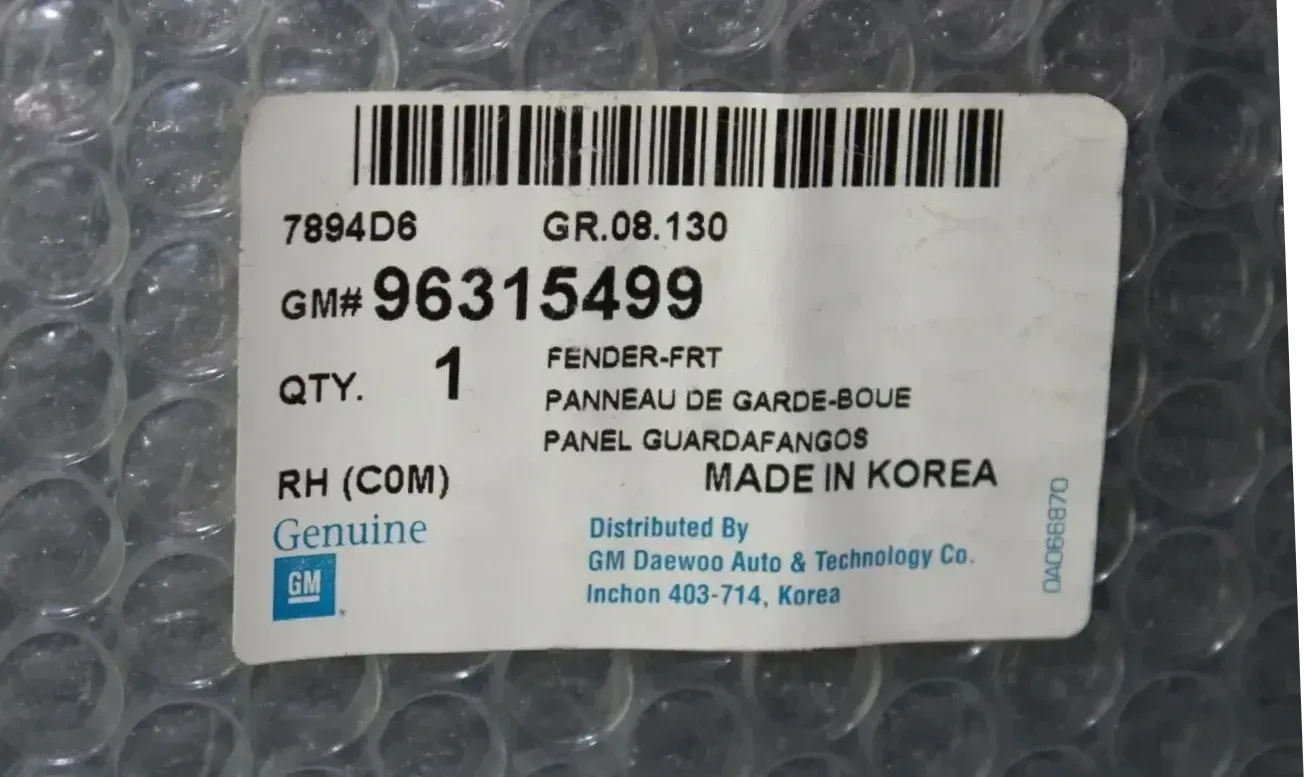 7894D6 GR.08.130
GM# 96315499
QTY. 1 FENDER-FRT
PANNEAU DE GARDE-BOUE
PANEL GUARDAFANGOS
RH (C0M) MADE IN KOREA
Genuine
GM
Distributed By
GM Daewoo Auto & Technology Co.
Inchon 403-714, Korea
0A066870